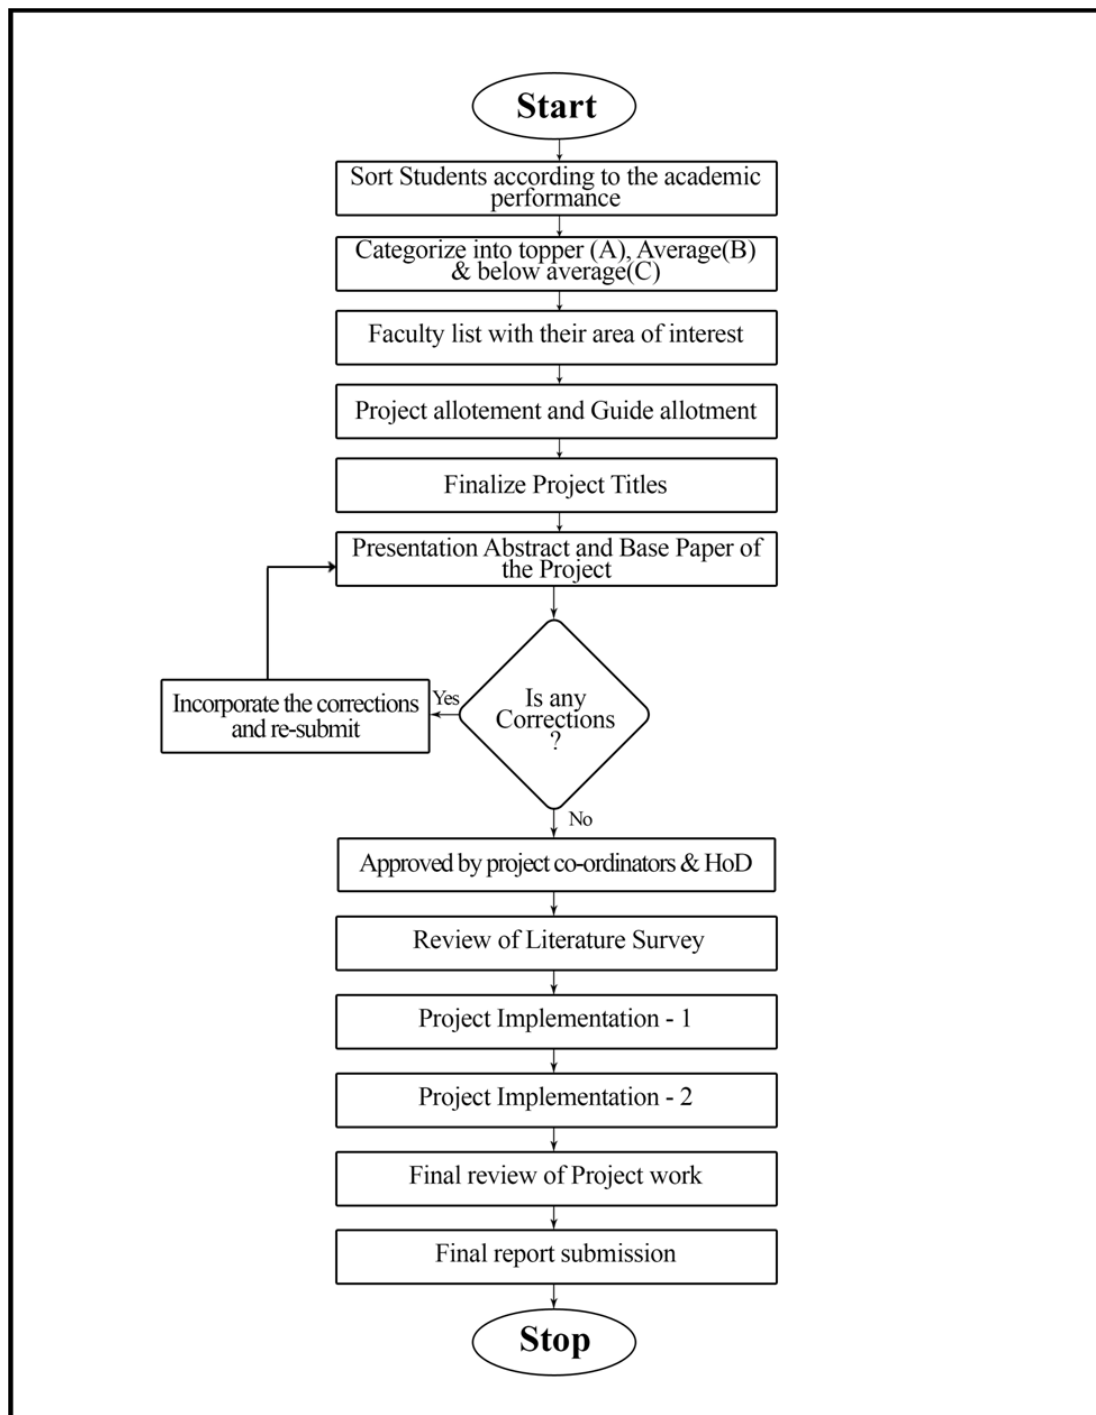 Start
Sort Students according to the academic
performance
Categorize into topper (A), Average(B)
& below average(C)
Faculty list with their area of interest
Project allotement and Guide allotment
Finalize Project Titles
Presentation Abstract and Base Paper of
the Project
Is any
Corrections
?
Yes
Incorporate the corrections
and re-submit
No
Approved by project co-ordinators & HoD
Review of Literature Survey
Project Implementation - 1
Project Implementation - 2
Final review of Project work
Final report submission
Stop